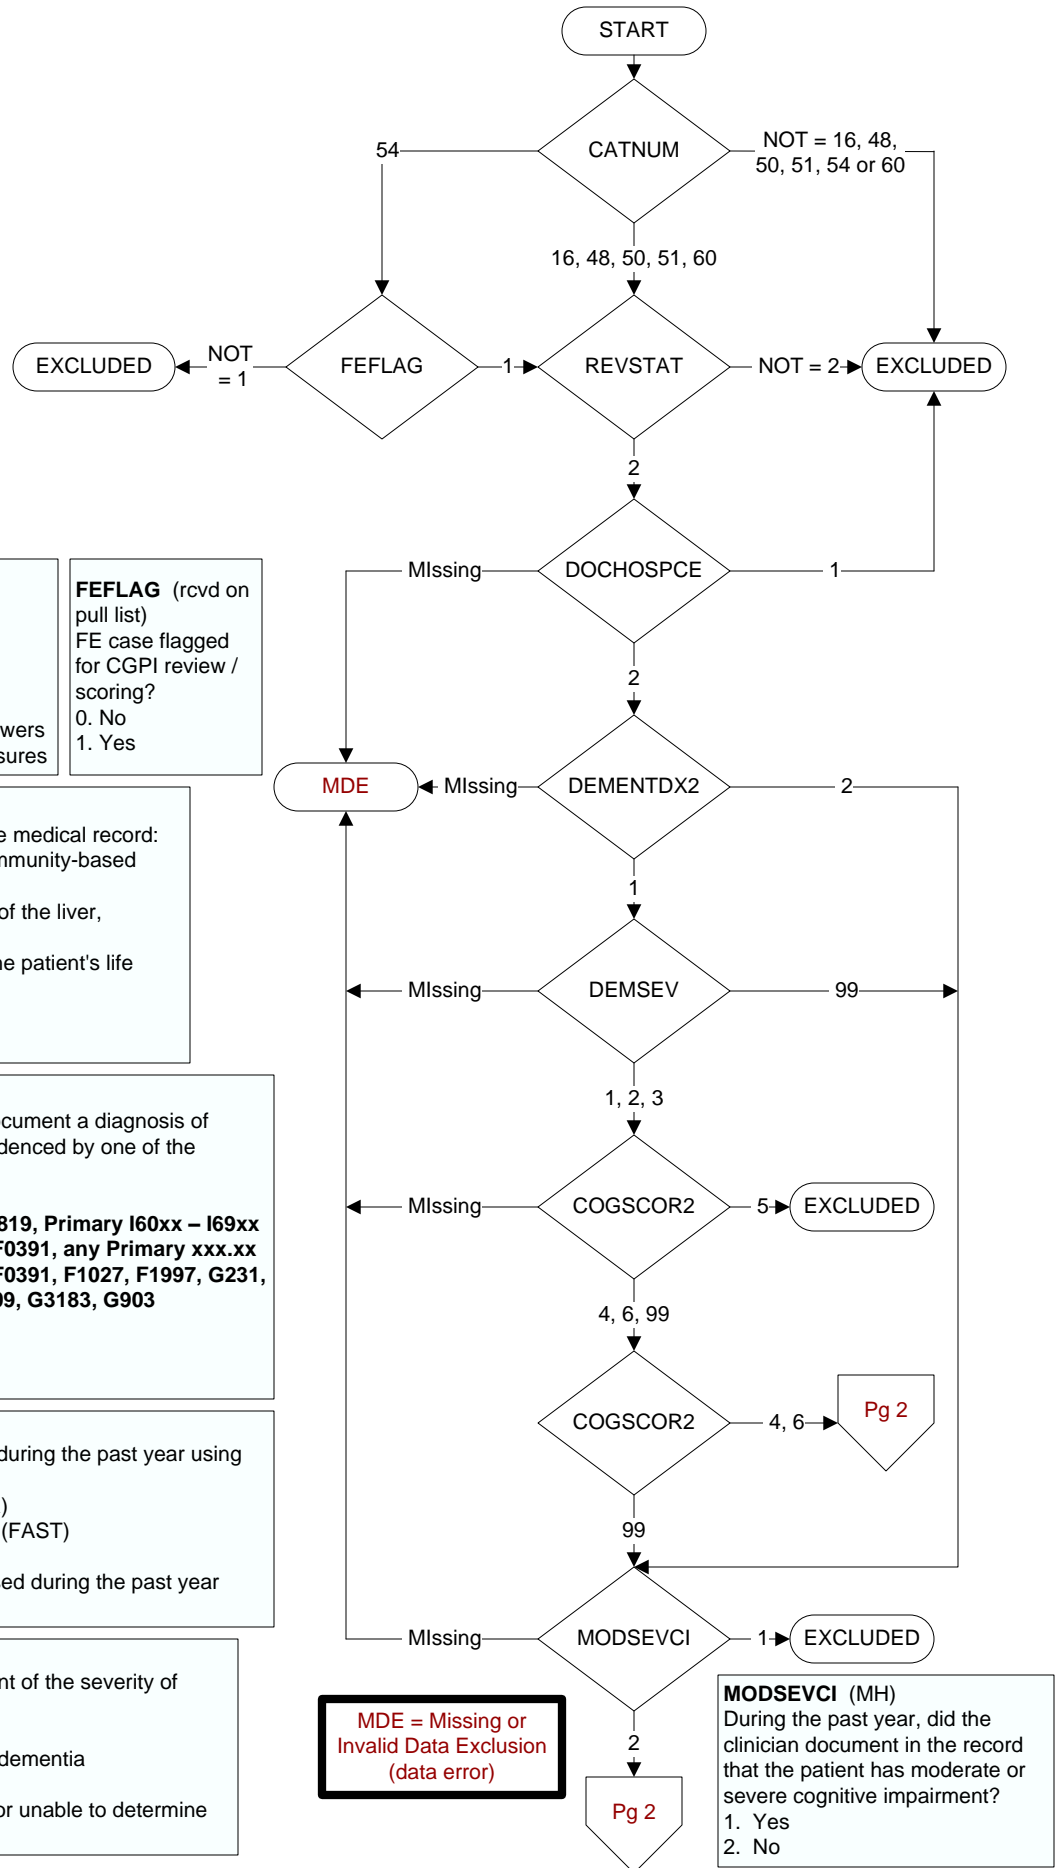 START
CATNUM
54
NOT = 16, 48,
50, 51, 54 or 60
16, 48, 50, 51, 60
EXCLUDED
NOT
= 1
FEFLAG
1
REVSTAT
NOT = 2
EXCLUDED
2
MIssing
DOCHOSPCE
1
2
MDE
MIssing
DEMENTDX2
2
1
MIssing
DEMSEV
99
1, 2, 3
MIssing
COGSCOR2
5
EXCLUDED
4, 6, 99
COGSCOR2
4, 6
Pg 2
99
MIssing
MODSEVCI
1
EXCLUDED
2
Pg 2
wers
sures
FEFLAG (rcvd on
pull list)
FE case flagged
for CGPI review /
scoring?
0. No
1. Yes
e medical record:
mmunity-based
of the liver,
ne patient's life
ocument a diagnosis of
denced by one of the
819, Primary I60xx – I69xx
F0391, any Primary xxx.xx
F0391, F1027, F1997, G231,
09, G3183, G903
during the past year using
)
(FAST)
sed during the past year
nt of the severity of
dementia
or unable to determine
MDE = Missing or
Invalid Data Exclusion
(data error)
MODSEVCI (MH)
During the past year, did the
clinician document in the record
that the patient has moderate or
severe cognitive impairment?
1. Yes
2. No